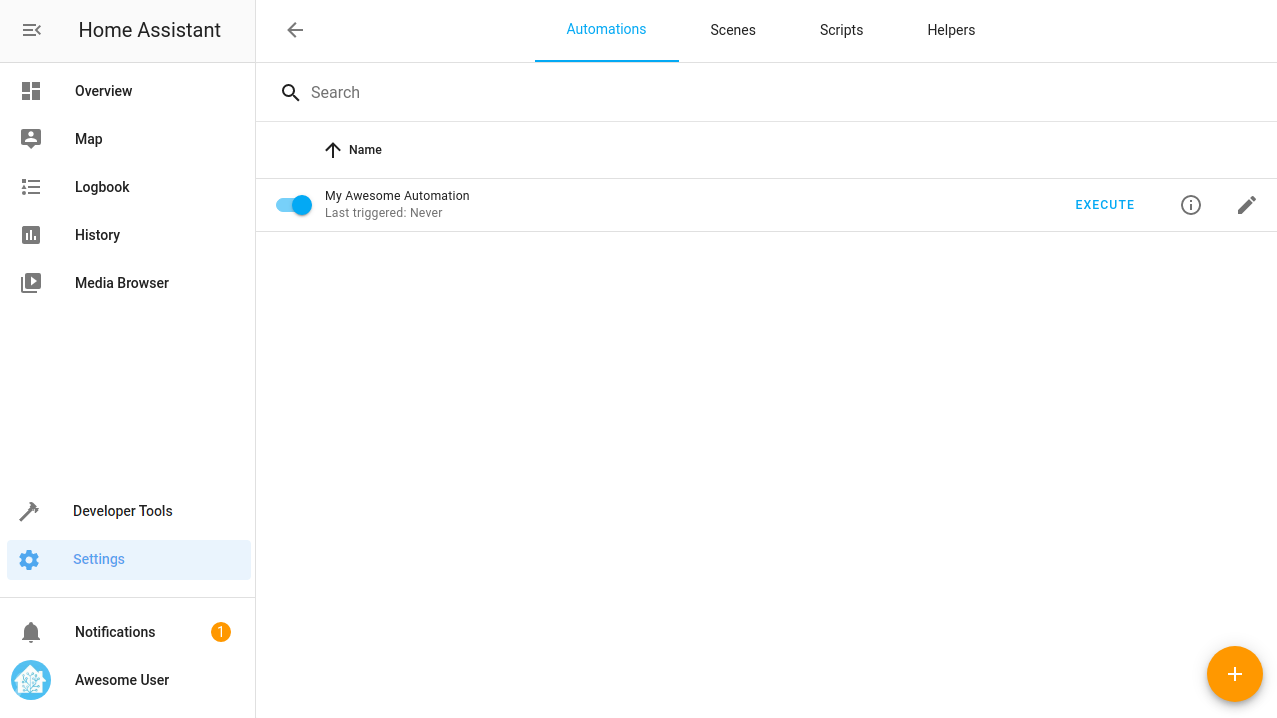 Home Assistant
Automations
Scenes
Scripts
Helpers
Overview
Map
Logbook
History
Media Browser
Developer Tools
Settings
Notifications
1
Awesome User
Search
Name
My Awesome Automation
Last triggered: Never
EXECUTE